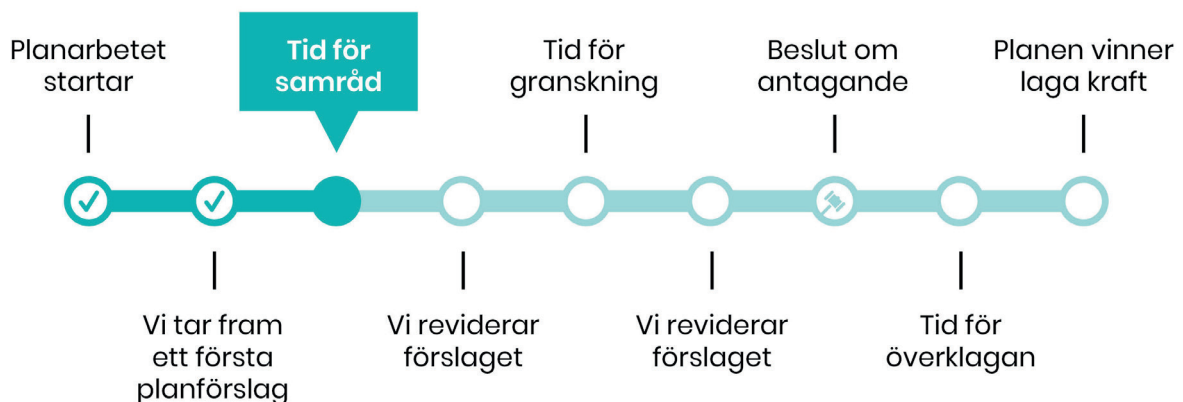 Planarbetet
startar
Tid för
samråd
Tid för
granskning
Beslut om
antagande
Planen vinner
laga kraft
Vi tar fram
ett första
planförslag
Vi reviderar
förslaget
Vi reviderar
förslaget
Tid för
överklagan